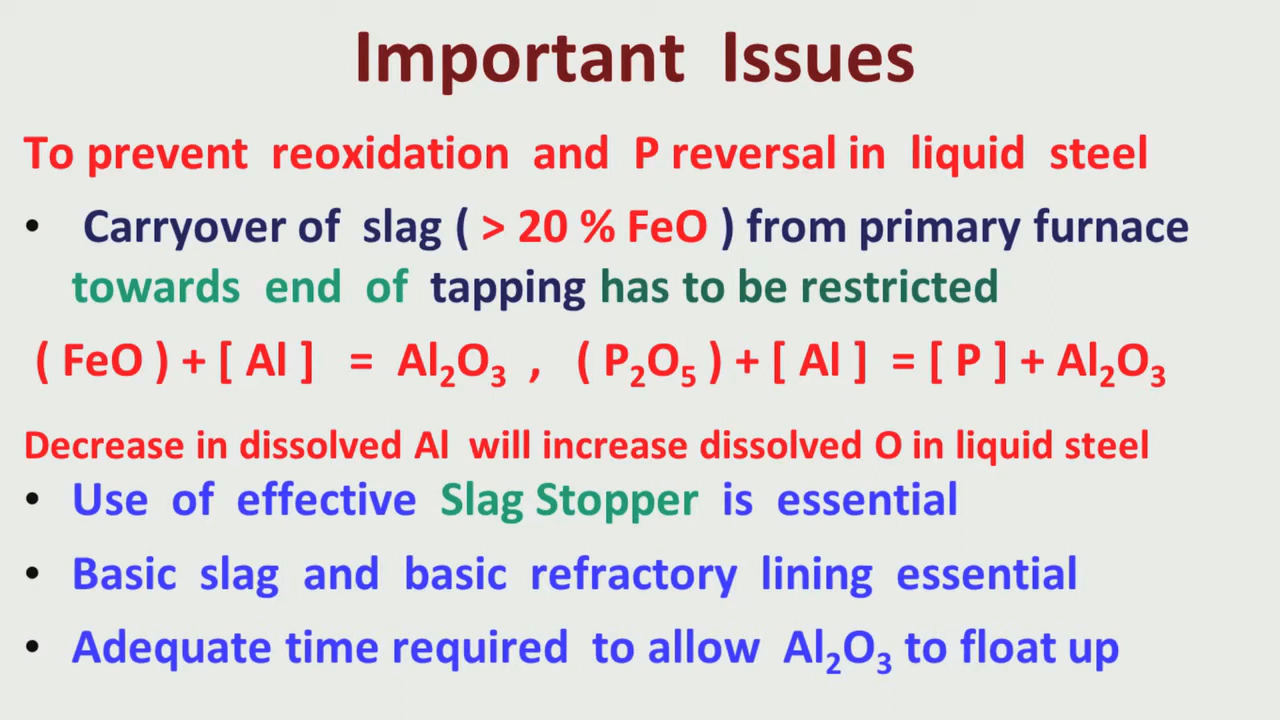 Important Issues
To prevent reoxidation and P reversal in liquid steel
• Carryover of slag ( > 20 % FeO ) from primary furnace
towards end of tapping has to be restricted
( FeO ) + [ Al ] = Al₂O₃ , ( P₂O₅ ) + [ Al ] = [ P ] + Al₂O₃
Decrease in dissolved Al will increase dissolved O in liquid steel
• Use of effective Slag Stopper is essential
• Basic slag and basic refractory lining essential
• Adequate time required to allow Al₂O₃ to float up